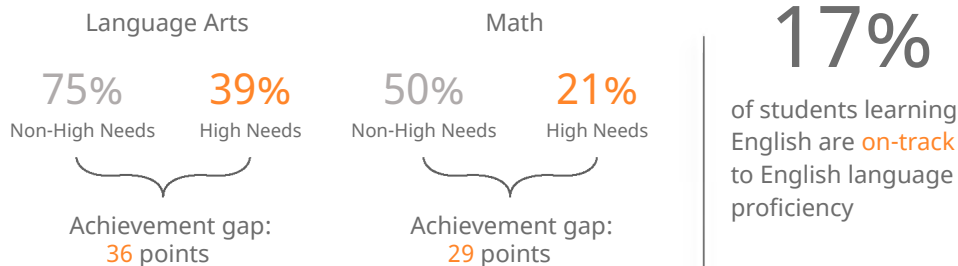 Language Arts
75%
39%
Non-High Needs
High Needs
Achievement gap:
36 points
Math
50%
21%
Non-High Needs
High Needs
Achievement gap:
29 points
17%
of students learning
English are on-track
to English language
proficiency